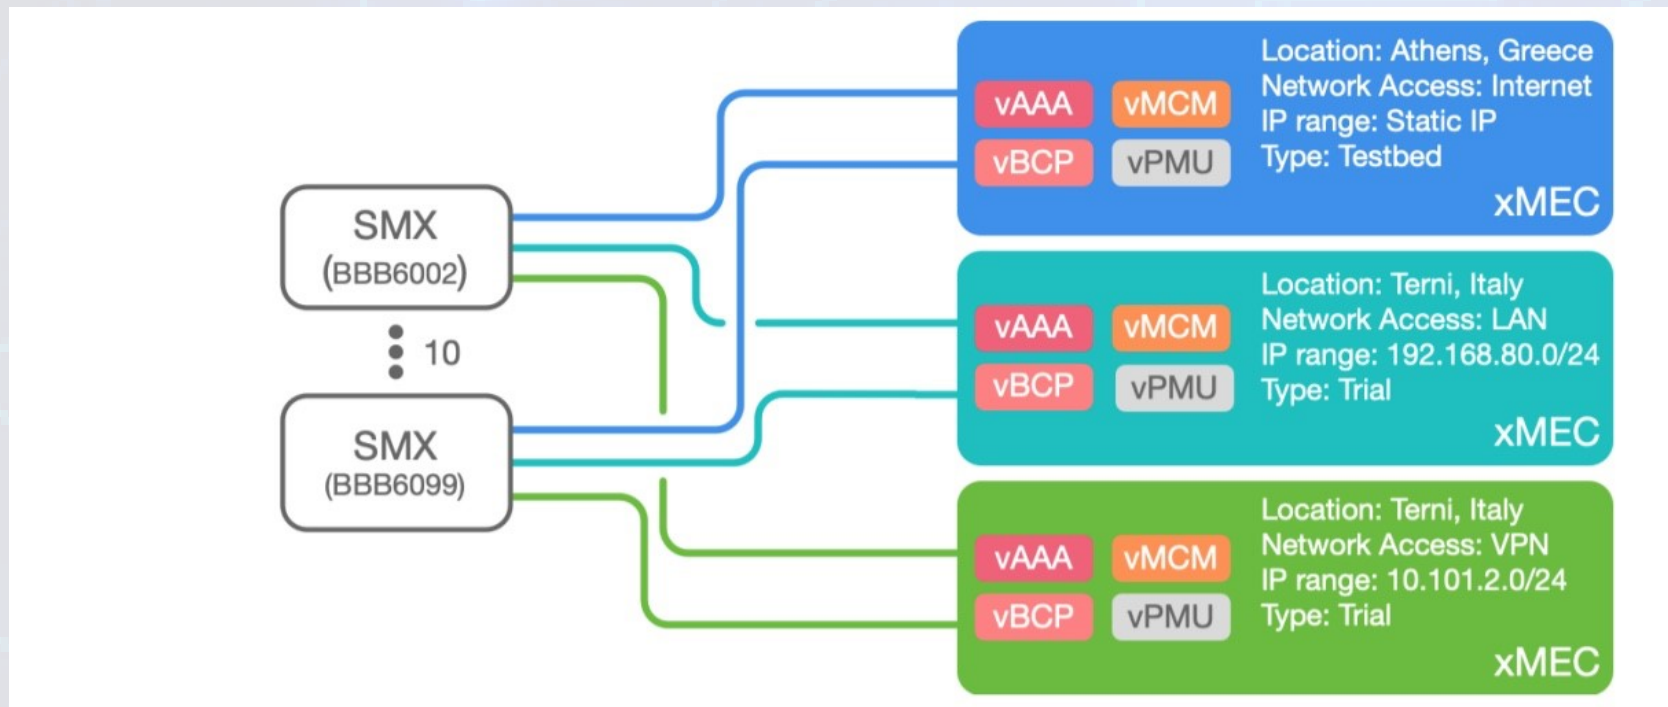 SMX
(BBB6002)
10
SMX
(BBB6099)
vAAA vMCM
vBCP vPMU
Location: Athens, Greece
Network Access: Internet
IP range: Static IP
Type: Testbed
xMEC
vAAA vMCM
vBCP vPMU
Location: Terni, Italy
Network Access: LAN
IP range: 192.168.80.0/24
Type: Trial
xMEC
vAAA vMCM
vBCP vPMU
Location: Terni, Italy
Network Access: VPN
IP range: 10.101.2.0/24
Type: Trial
xMEC